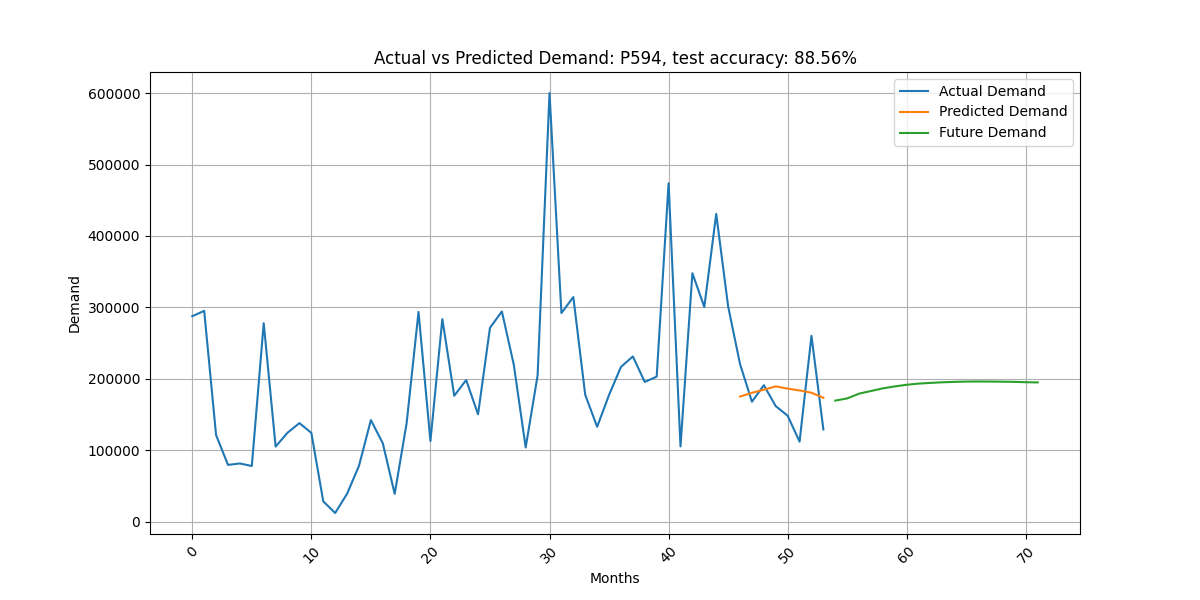 Actual vs Predicted Demand: P594, test accuracy: 88.56%
Actual Demand
Predicted Demand
Future Demand
600000
500000
400000
300000
200000
100000
0
Demand
0
10
20
30
40
50
60
70
Months